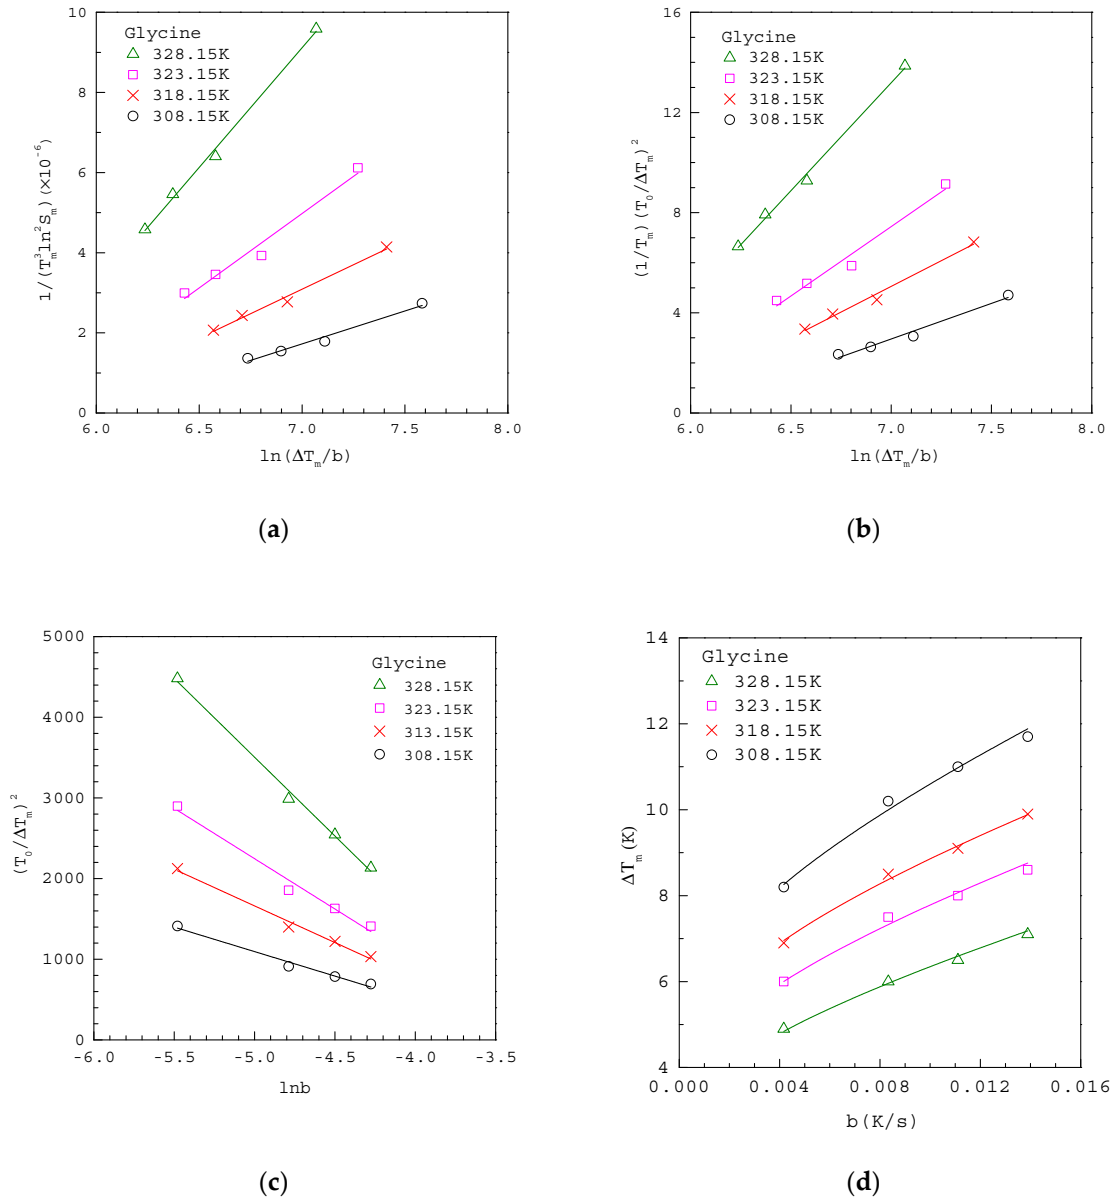 Glycine
328.15K
323.15K
318.15K
308.15K
10
8
6
4
2
0
6.0 6.5 7.0 7.5 8.0
1/(T_m^3 ln^2 S_m)(×10^-6)
ln(ΔT_m/b)
(a)
Glycine
328.15K
323.15K
318.15K
308.15K
16
12
8
4
0
6.0 6.5 7.0 7.5 8.0
(1/T_m)(T_0/ΔT_m)^2
ln(ΔT_m/b)
(b)
Glycine
328.15K
323.15K
313.15K
308.15K
5000
4000
3000
2000
1000
0
-6.0 -5.5 -5.0 -4.5 -4.0 -3.5
(T_0/ΔT_m)^2
lnb
(c)
Glycine
328.15K
323.15K
318.15K
308.15K
14
12
10
8
6
4
0.000 0.004 0.008 0.012 0.016
ΔT_m(K)
b(K/s)
(d)